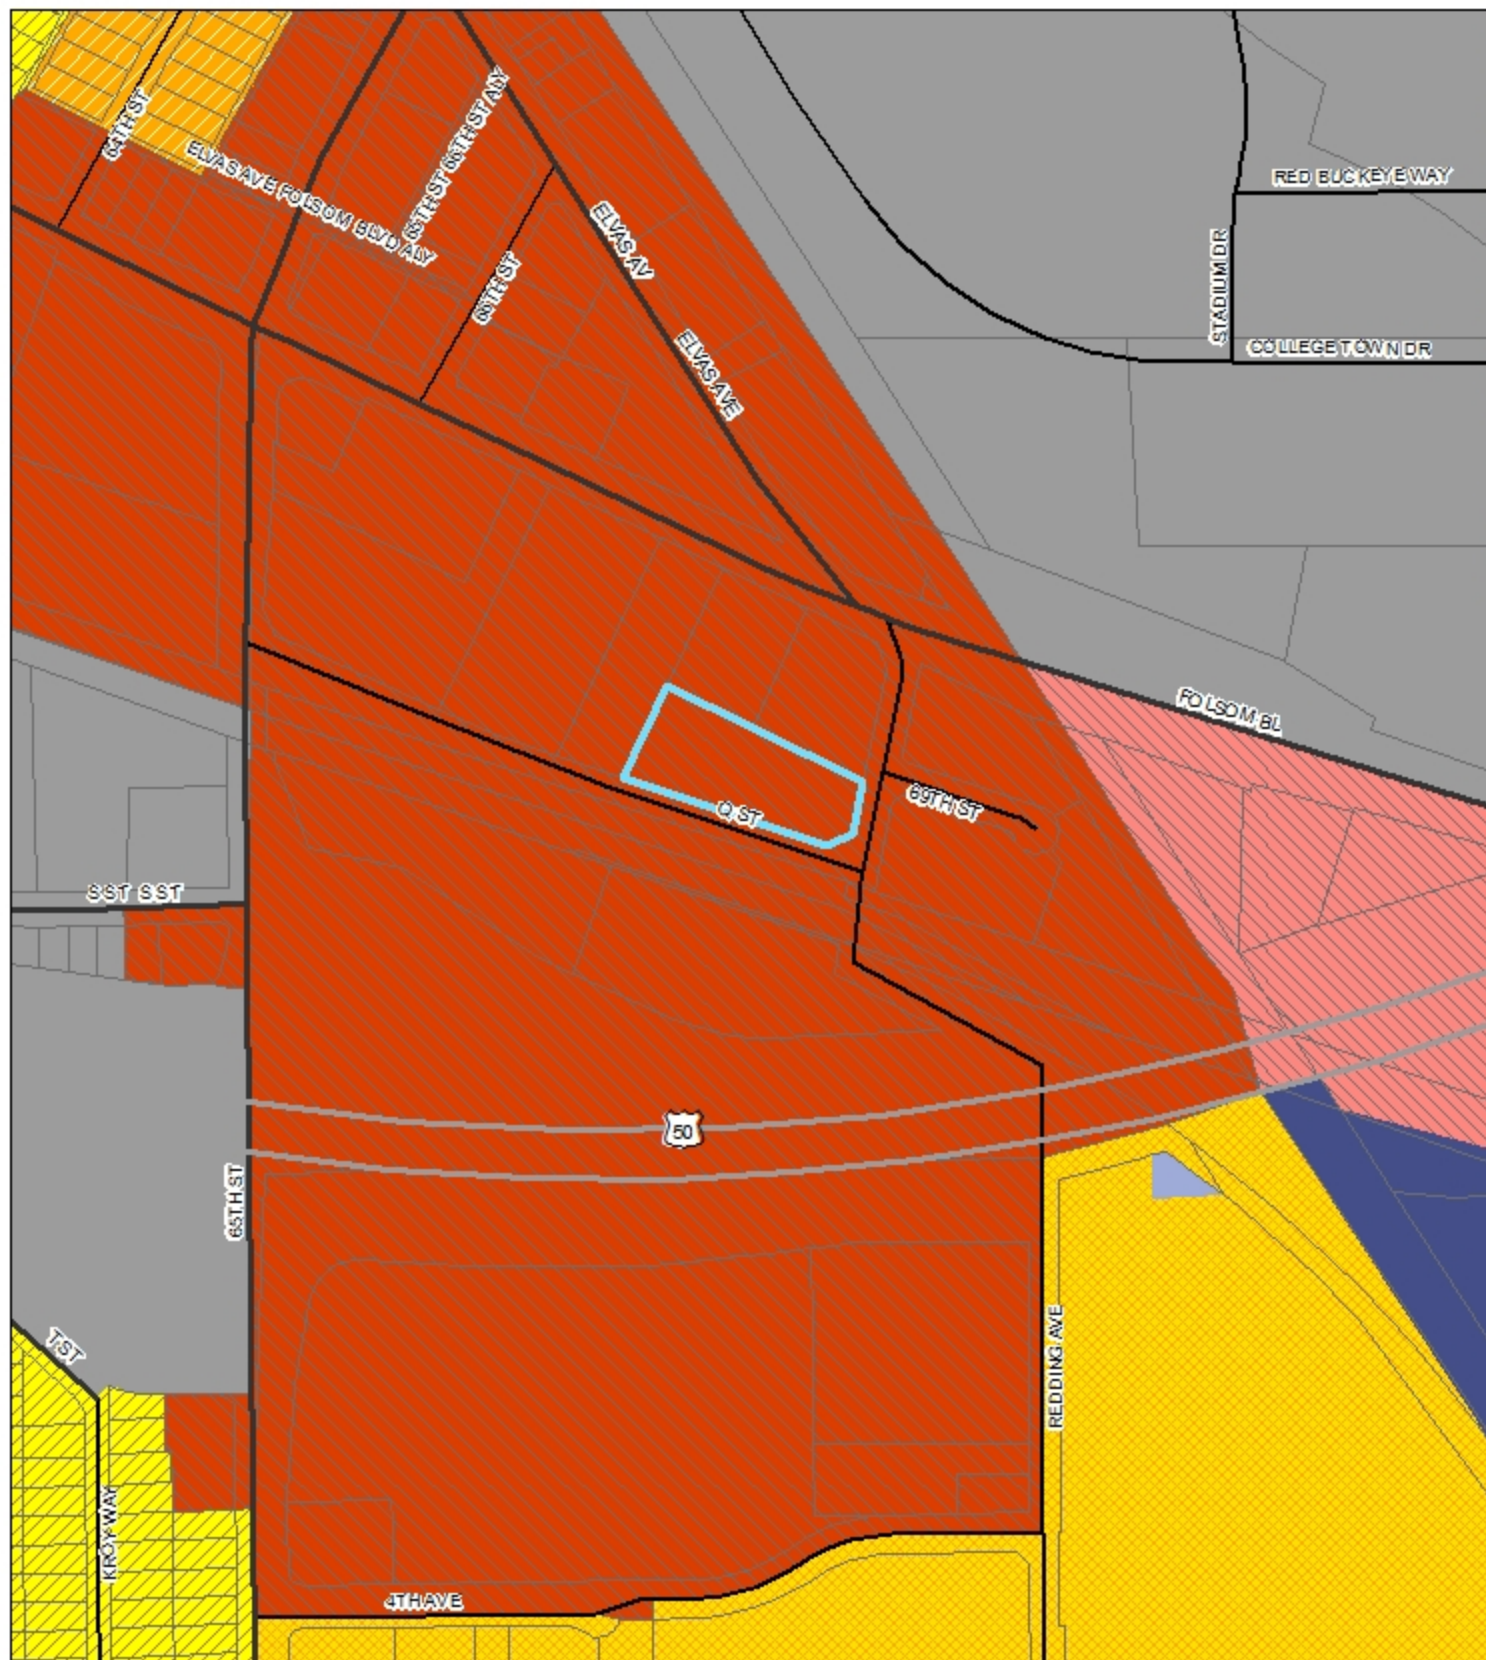 64TH ST
ELVAS AVE FOLSOM BLVD ALY
65TH ST 66TH ST ALY
RED BUCKEYE WAY
ELVAS AV
66TH ST
STADIUM DR
COLLEGE TOWN DR
ELVAS AVE
FOLSOM BL
69TH ST
Q ST
S ST S ST
50
65TH ST
T ST
REDDING AVE
KROY WAY
4TH AVE